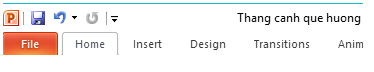 Thang canh que huong
File Home Insert Design Transitions Anim